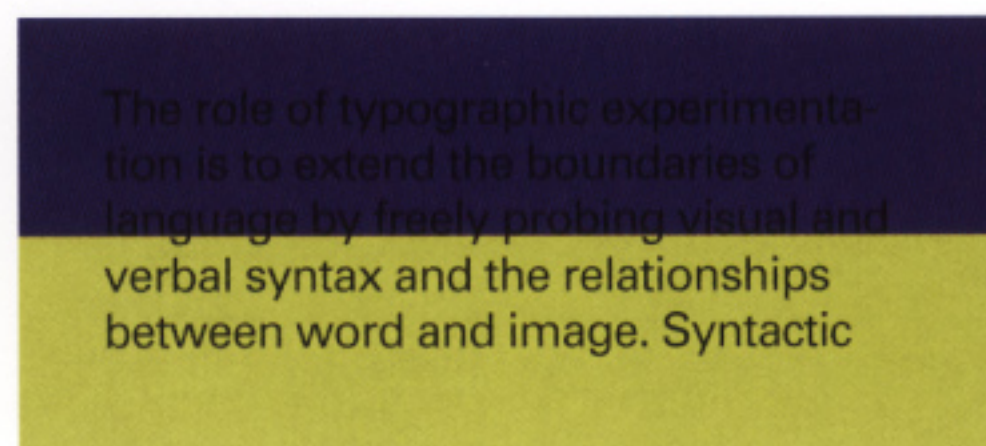 The role of typographic experimenta-
tion is to extend the boundaries of
language by freely probing visual and
verbal syntax and the relationships
between word and image. Syntactic